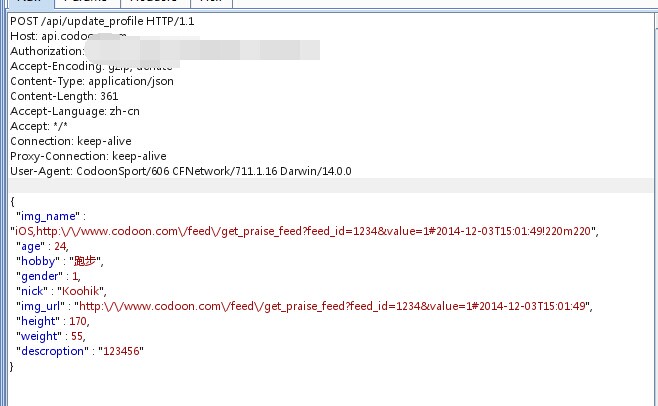 POST /api/update_profile HTTP/1.1
Host: api.codoo
Authorization:
Accept-Encoding: gzip,
Content-Type: application/json
Content-Length: 361
Accept-Language: zh-cn
Accept: */*
Connection: keep-alive
Proxy-Connection: keep-alive
User-Agent: CodoonSport/606 CFNetwork/711.1.16 Darwin/14.0.0
{
"img_name" :
"iOS,http:\/\/www.codoon.com\/feed\/get_praise_feed?feed_id=1234&value=1#2014-12-03T15:01:49!220m220",
"age" : 24,
"hobby" : "跑步",
"gender" : 1,
"nick" : "Koohik",
"img_url" : "http:\/\/www.codoon.com\/feed\/get_praise_feed?feed_id=1234&value=1#2014-12-03T15:01:49",
"height" : 170,
"weight" : 55,
"descroption" : "123456"
}